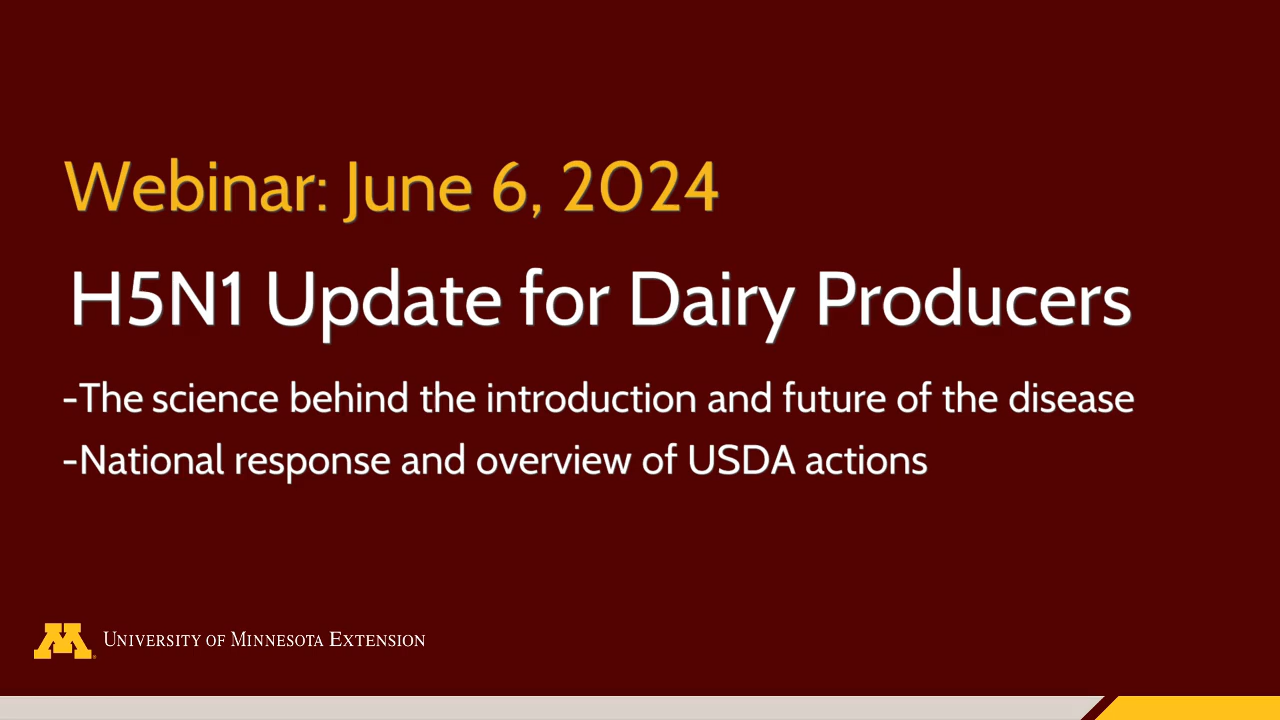 Webinar: June 6, 2024
H5N1 Update for Dairy Producers
-The science behind the introduction and future of the disease
-National response and overview of USDA actions
M University of Minnesota Extension